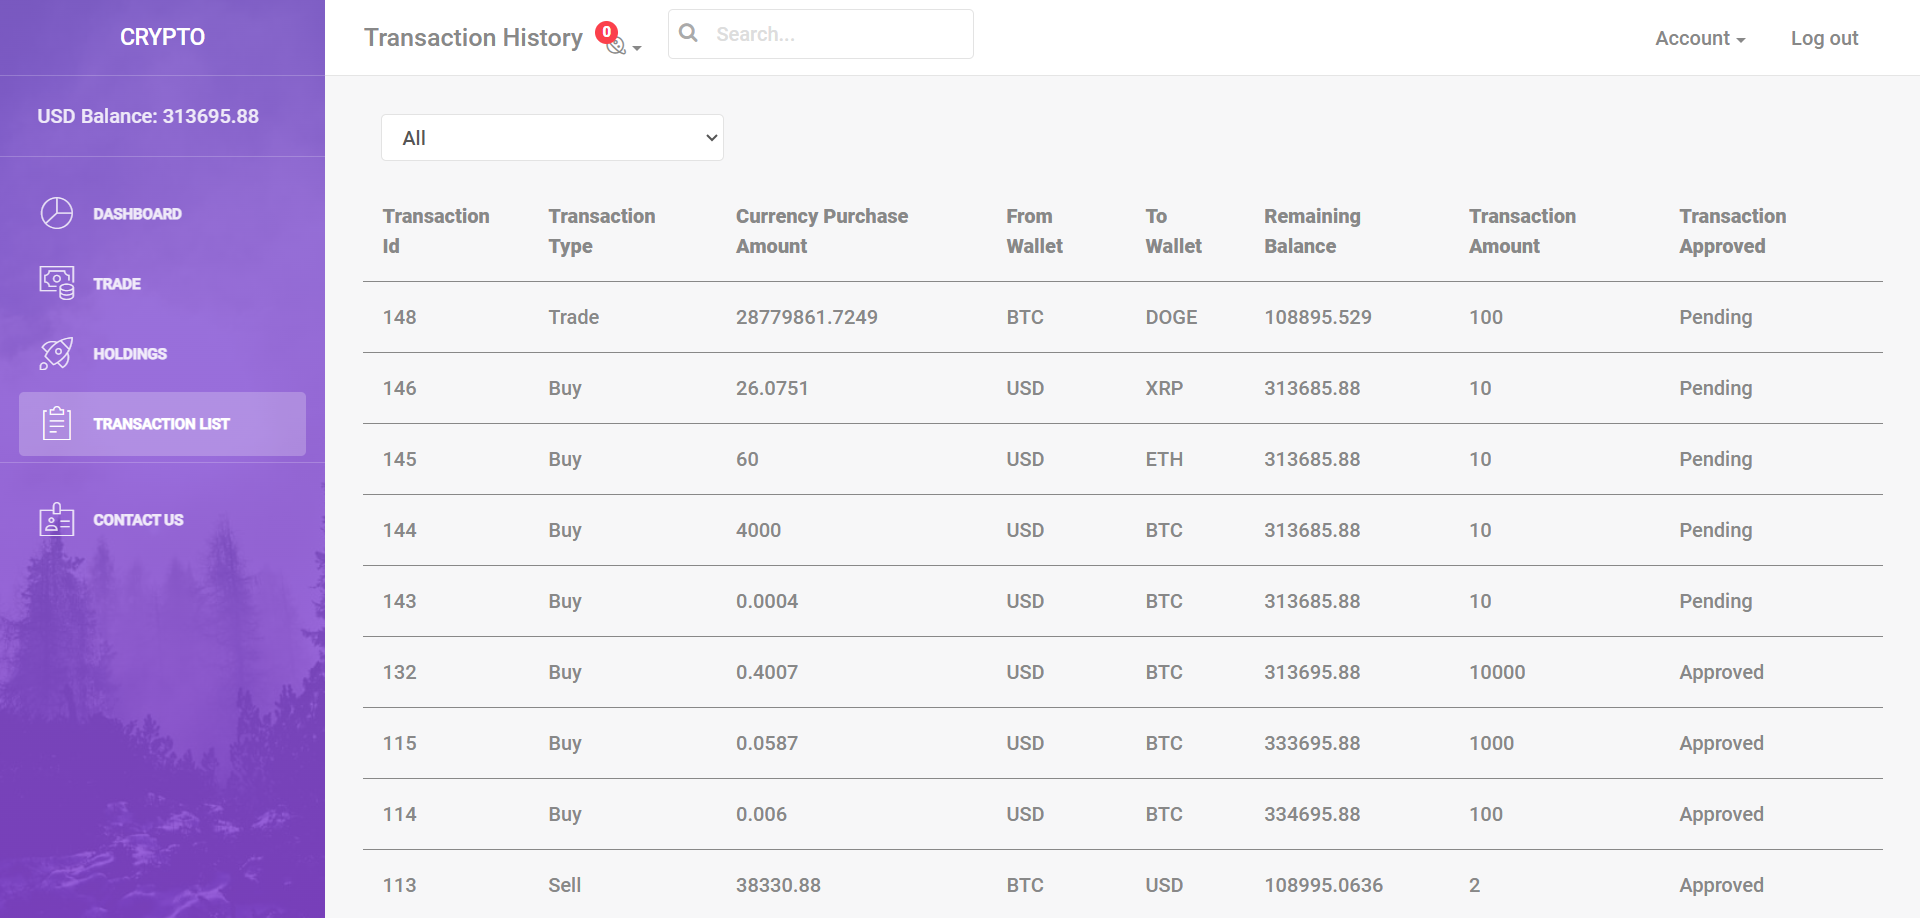 CRYPTO
USD Balance: 313695.88
DASHBOARD
TRADE
HOLDINGS
TRANSACTION LIST
CONTACT US
Transaction History 0 Search... Account Log out
All
Transaction Id Transaction Type Currency Purchase Amount From Wallet To Wallet Remaining Balance Transaction Amount Transaction Approved
148 Trade 28779861.7249 BTC DOGE 108895.529 100 Pending
146 Buy 26.0751 USD XRP 313685.88 10 Pending
145 Buy 60 USD ETH 313685.88 10 Pending
144 Buy 4000 USD BTC 313685.88 10 Pending
143 Buy 0.0004 USD BTC 313685.88 10 Pending
132 Buy 0.4007 USD BTC 313695.88 10000 Approved
115 Buy 0.0587 USD BTC 333695.88 1000 Approved
114 Buy 0.006 USD BTC 334695.88 100 Approved
113 Sell 38330.88 BTC USD 108995.0636 2 Approved